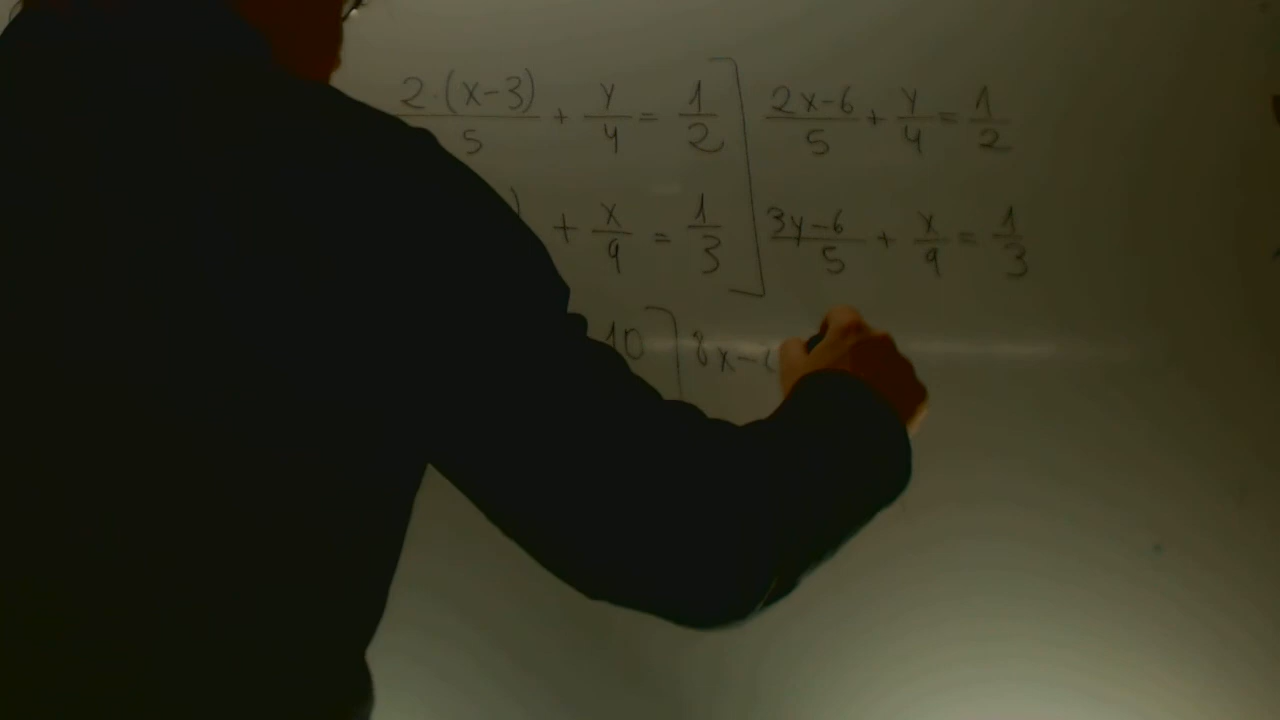 2·(x-3)/5 + y/4 = 1/2 ] (2x-6)/5 + y/4 = 1/2
) + x/9 = 1/3 ] (3y-6)/5 + x/9 = 1/3
10 ] 8x-